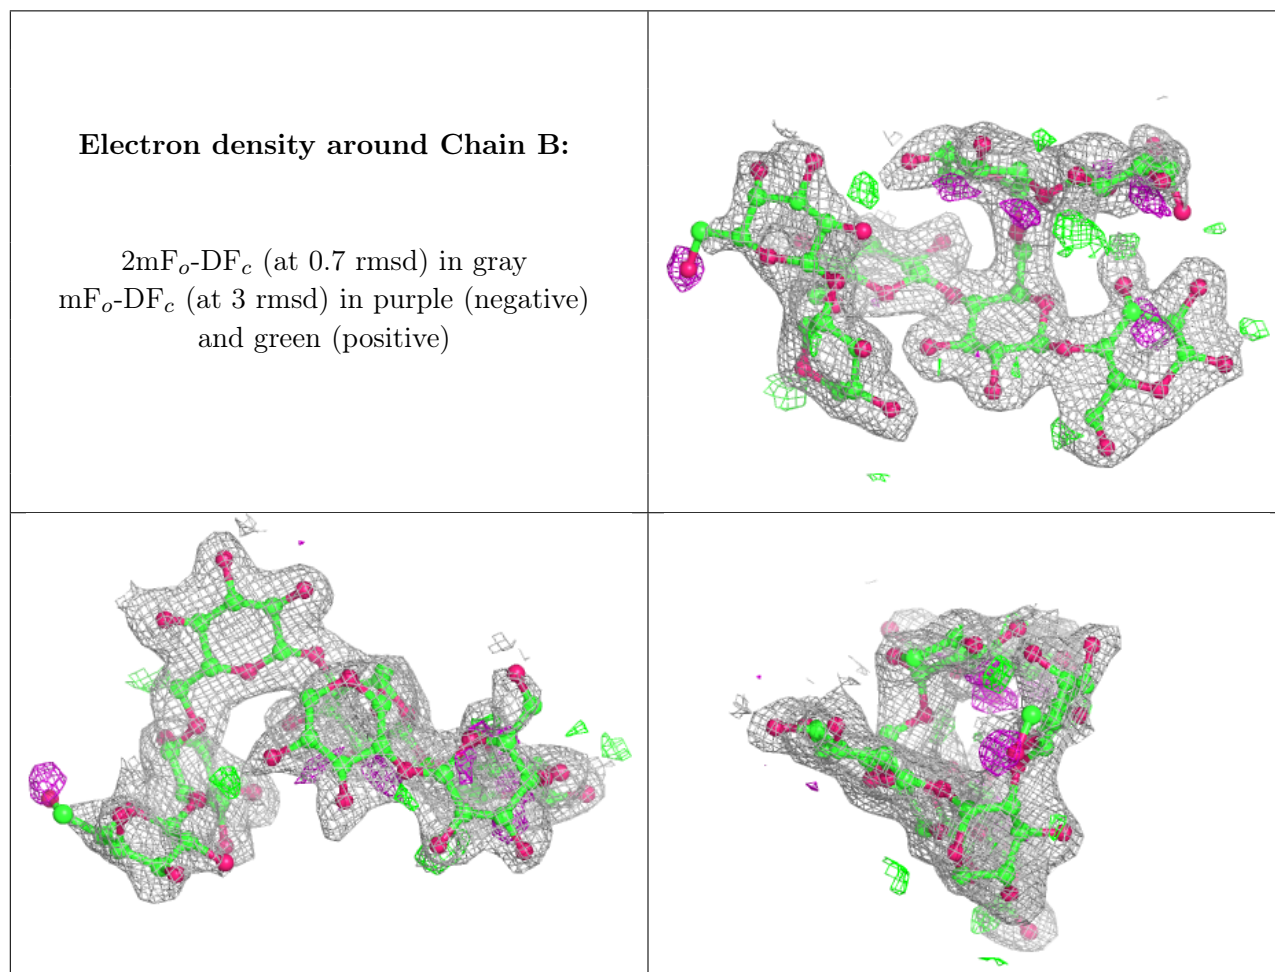 Electron density around Chain B:
2mFₒ-DF𝑐 (at 0.7 rmsd) in gray
mFₒ-DF𝑐 (at 3 rmsd) in purple (negative)
and green (positive)